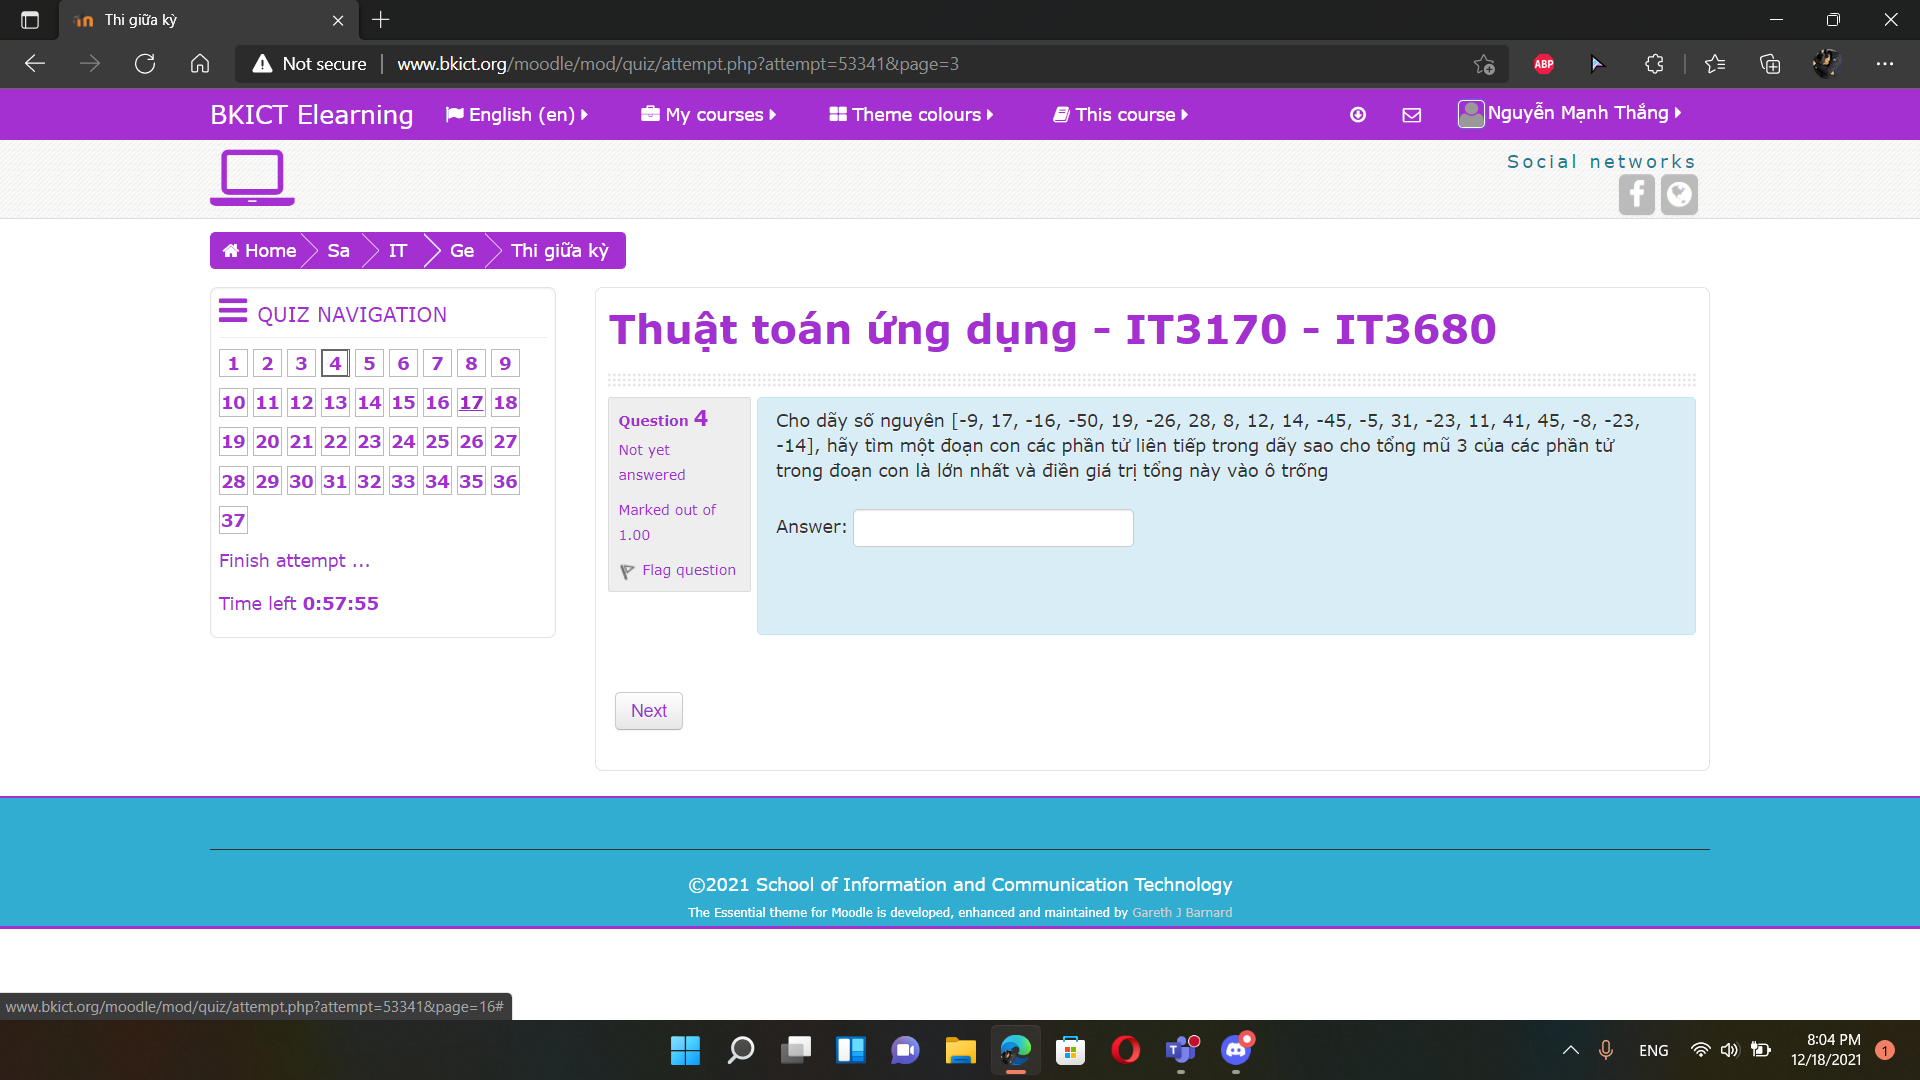 Thi giữa kỳ
Not secure
www.bkict.org/moodle/mod/quiz/attempt.php?attempt=53341&page=3
ABP
BKICT Elearning
English (en)
My courses
Theme colours
This course
Nguyễn Mạnh Thắng
Social networks
Home
Sa
IT
Ge
Thi giữa kỳ
QUIZ NAVIGATION
1 2 3 4 5 6 7 8 9
10 11 12 13 14 15 16 17 18
19 20 21 22 23 24 25 26 27
28 29 30 31 32 33 34 35 36
37
Finish attempt ...
Time left 0:57:55
Thuật toán ứng dụng - IT3170 - IT3680
Question 4
Not yet
answered
Marked out of
1.00
Flag question
Cho dãy số nguyên [-9, 17, -16, -50, 19, -26, 28, 8, 12, 14, -45, -5, 31, -23, 11, 41, 45, -8, -23,
-14], hãy tìm một đoạn con các phần tử liên tiếp trong dãy sao cho tổng mũ 3 của các phần tử
trong đoạn con là lớn nhất và điền giá trị tổng này vào ô trống
Answer:
Next
©2021 School of Information and Communication Technology
The Essential theme for Moodle is developed, enhanced and maintained by Gareth J Barnard
www.bkict.org/moodle/mod/quiz/attempt.php?attempt=53341&page=16#
ENG
8:04 PM
12/18/2021
1